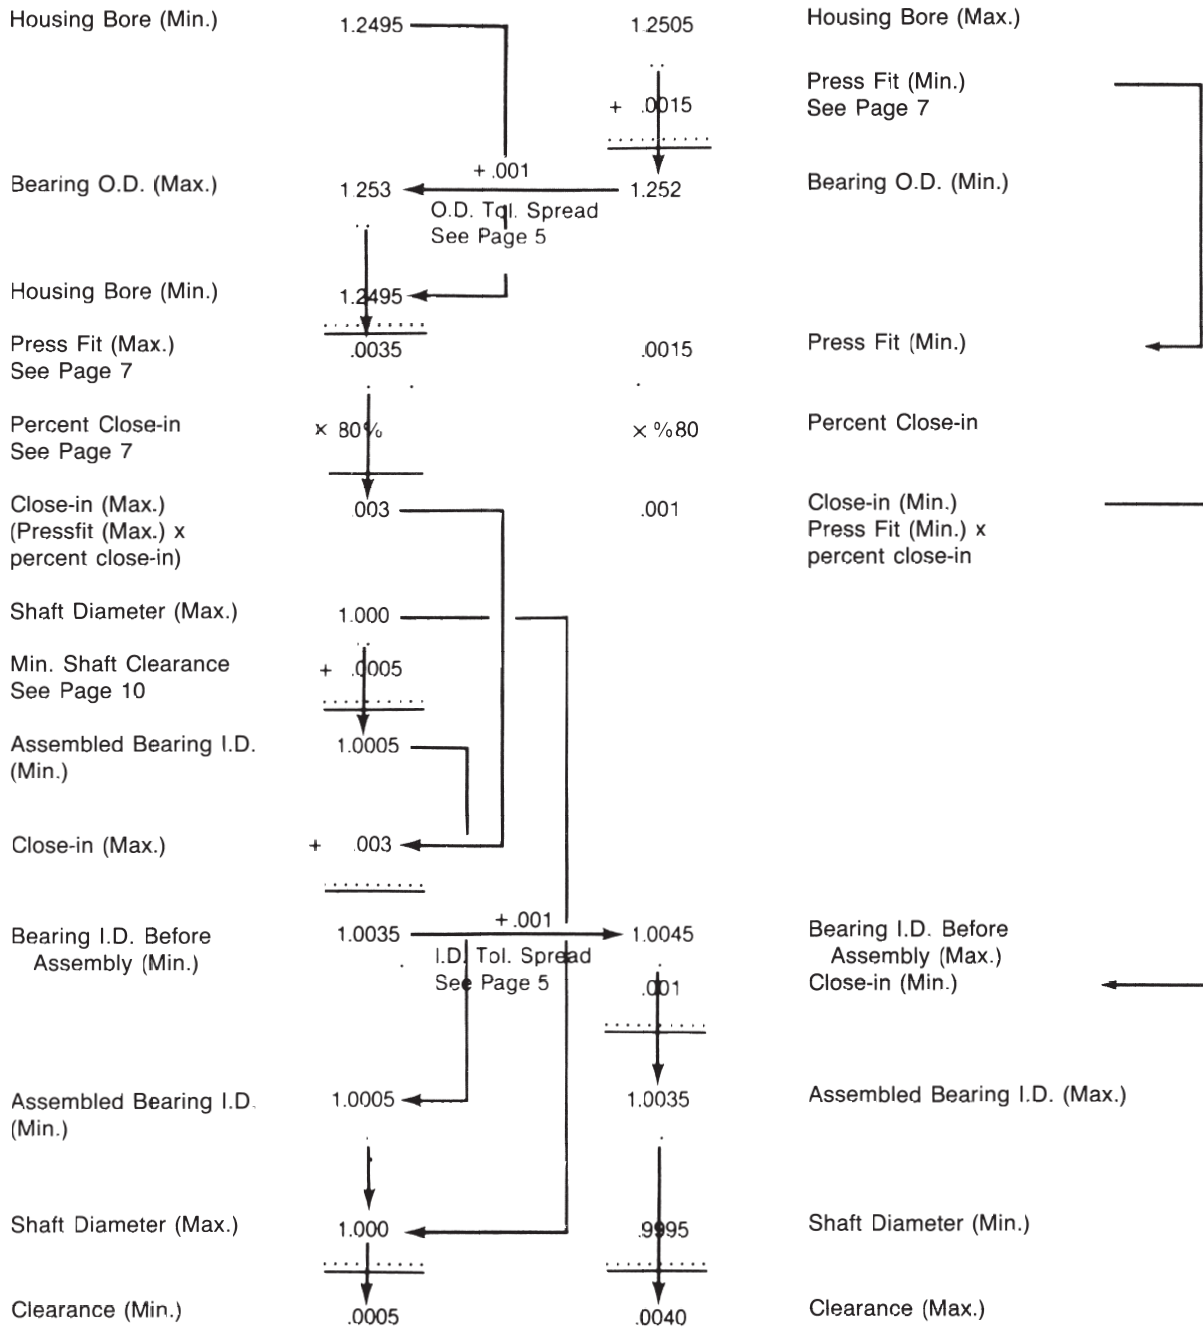 Housing Bore (Min.) 1.2495 1.2505 Housing Bore (Max.)
Press Fit (Min.)
+ .0015 See Page 7
+ .001
Bearing O.D. (Max.) 1.253 1.252 Bearing O.D. (Min.)
O.D. Tol. Spread
See Page 5
Housing Bore (Min.) 1.2495
Press Fit (Max.) .0035 .0015 Press Fit (Min.)
See Page 7
Percent Close-in × 80% × %80 Percent Close-in
See Page 7
Close-in (Max.) .003 .001 Close-in (Min.)
(Pressfit (Max.) x Press Fit (Min.) x
percent close-in) percent close-in
Shaft Diameter (Max.) 1.000
Min. Shaft Clearance + .0005
See Page 10
Assembled Bearing I.D. 1.0005
(Min.)
Close-in (Max.) + .003
+ .001
Bearing I.D. Before 1.0035 1.0045 Bearing I.D. Before
Assembly (Min.) I.D. Tol. Spread Assembly (Max.)
See Page 5 .001 Close-in (Min.)
Assembled Bearing I.D. 1.0005 1.0035 Assembled Bearing I.D. (Max.)
(Min.)
Shaft Diameter (Max.) 1.000 .9995 Shaft Diameter (Min.)
Clearance (Min.) .0005 .0040 Clearance (Max.)